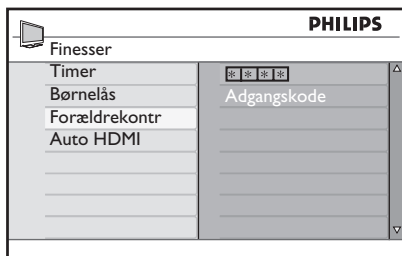 PHILIPS
Finesser
Timer
Børnelås
Forældrekontr
Auto HDMI
****
Adgangskode